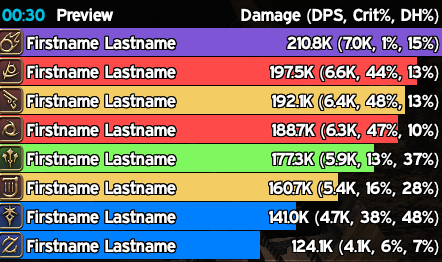 00:30 Preview Damage (DPS, Crit%, DH%)
Firstname Lastname 210.8K (7.0K, 1%, 15%)
Firstname Lastname 197.5K (6.6K, 44%, 13%)
Firstname Lastname 192.1K (6.4K, 48%, 13%)
Firstname Lastname 188.7K (6.3K, 47%, 10%)
Firstname Lastname 177.3K (5.9K, 13%, 37%)
Firstname Lastname 160.7K (5.4K, 16%, 28%)
Firstname Lastname 141.0K (4.7K, 38%, 48%)
Firstname Lastname 124.1K (4.1K, 6%, 7%)